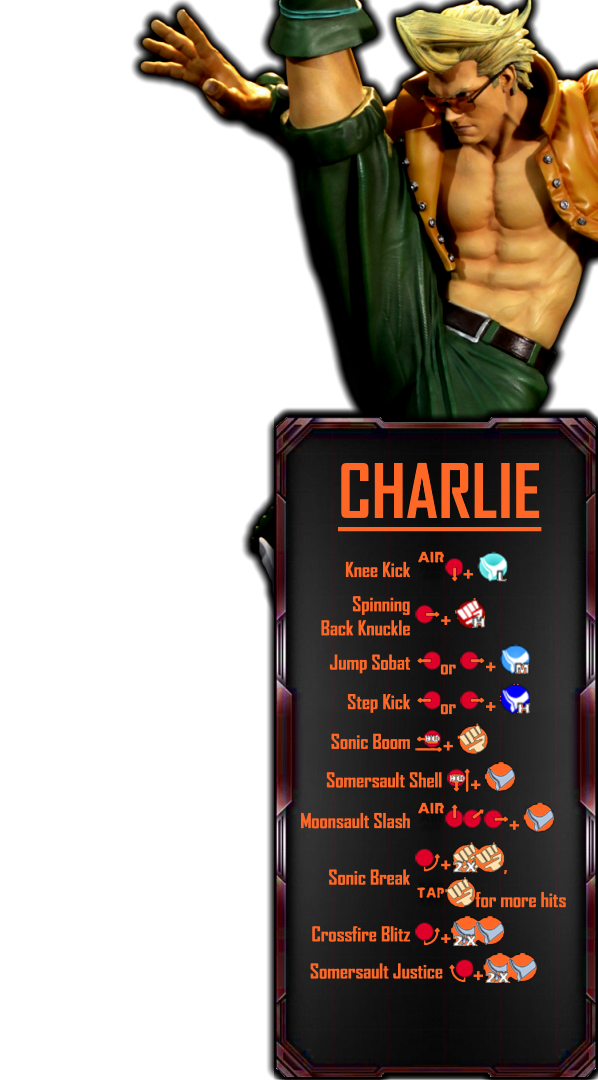 CHARLIE
Knee Kick AIR + L
Spinning
Back Knuckle + H
Jump Sobat or + M
Step Kick or + H
Sonic Boom +
Somersault Shell +
Moonsault Slash AIR +
Sonic Break + 2X ,
TAP for more hits
Crossfire Blitz + 2X
Somersault Justice + 2X